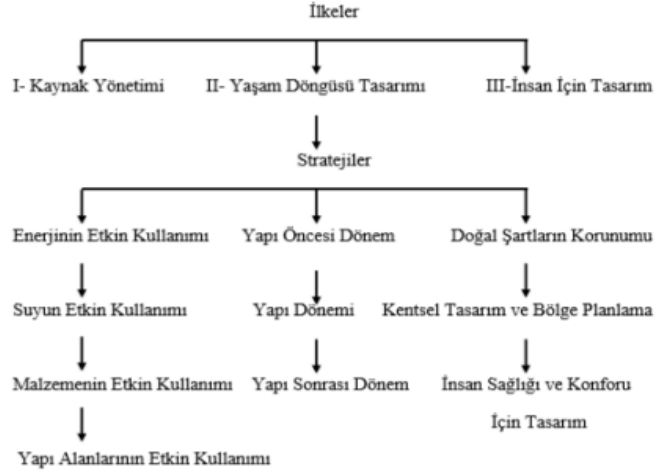 İlkeler
I- Kaynak Yönetimi II- Yaşam Döngüsü Tasarımı III-İnsan İçin Tasarım
Stratejiler
Enerjinin Etkin Kullanımı Yapı Öncesi Dönem Doğal Şartların Korunumu
Suyun Etkin Kullanımı Yapı Dönemi Kentsel Tasarım ve Bölge Planlama
Malzemenin Etkin Kullanımı Yapı Sonrası Dönem İnsan Sağlığı ve Konforu
İçin Tasarım
Yapı Alanlarının Etkin Kullanımı